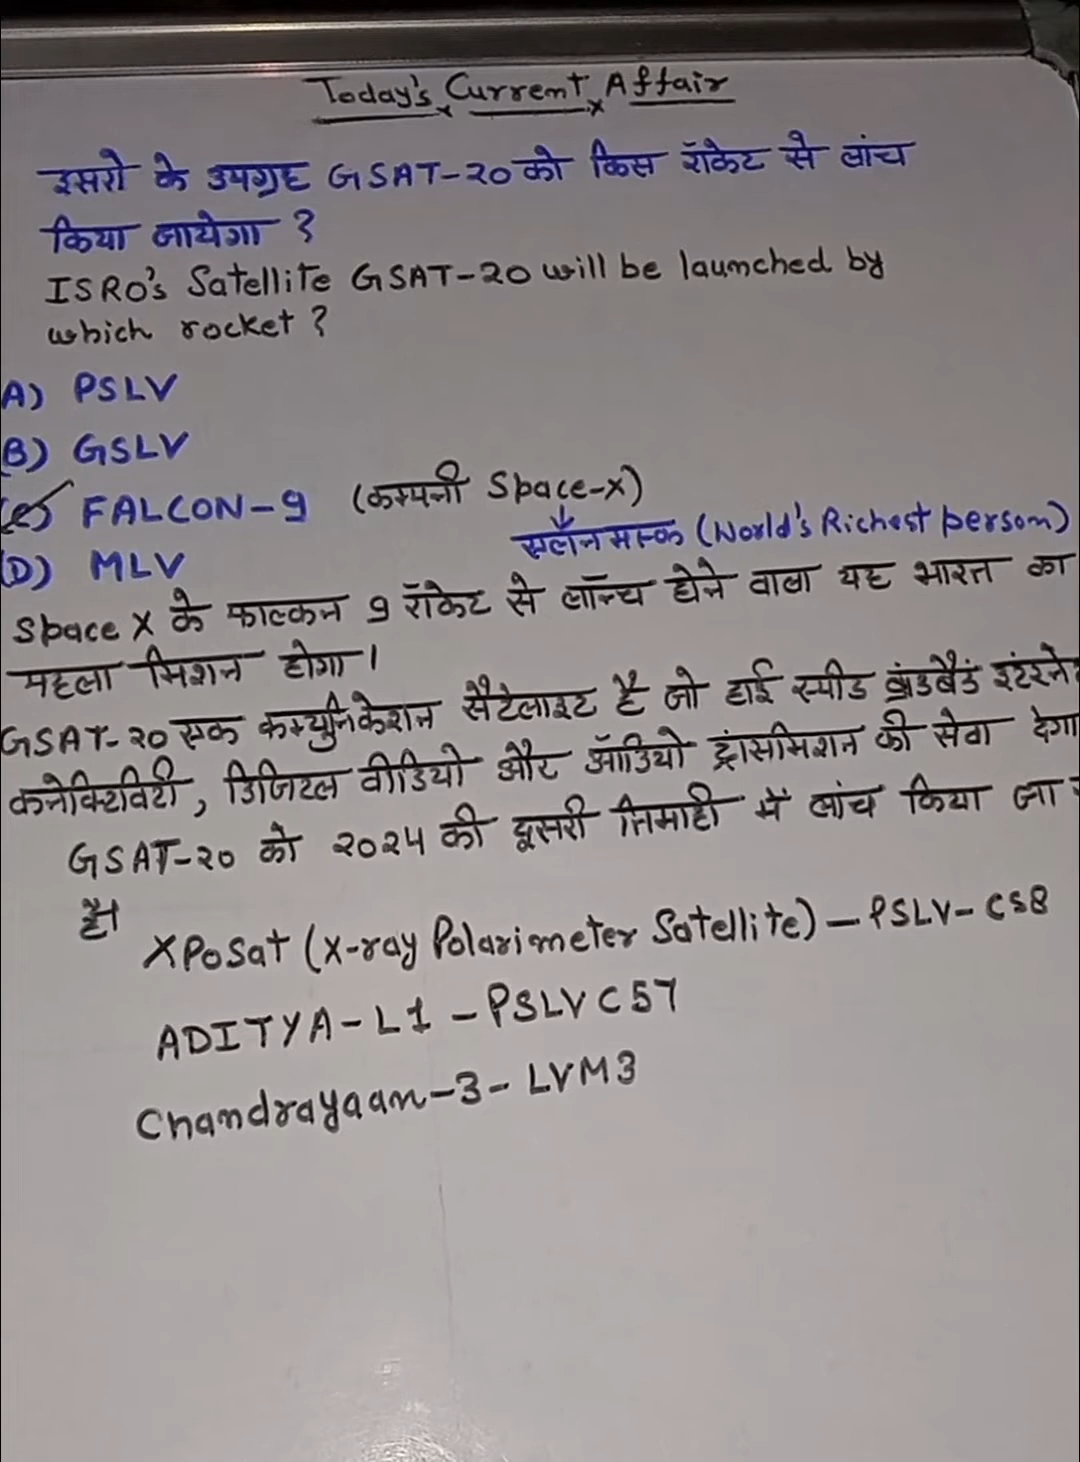 Today's Current Affair
इसरो के उपग्रह GSAT-20 को किस रॉकेट से लांच
किया जायेगा ?
ISRO's Satellite GSAT-20 will be launched by
which rocket ?
A) PSLV
(B) GSLV
(C) FALCON-9 (कम्पनी Space-X)
एलॅन मस्क (World's Richest person)
(D) MLV
Space X के फाल्कन 9 रॉकेट से लॉन्च होने वाला यह भारत का
पहला मिशन होगा।
GSAT-20 एक कम्युनिकेशन सैटेलाइट है जो हाई स्पीड ब्रांडबैंड
कनेक्टिविटी, डिजिटल वीडियो और ऑडियो ट्रांसमिशन की सेवा देगा
GSAT-20 को 2024 की दूसरी तिमाही में लांच किया जा
है।
XPoSat (X-ray Polarimeter Satellite) - PSLV- C58
ADITYA-L1 - PSLV C57
Chandrayaan-3- LVM3